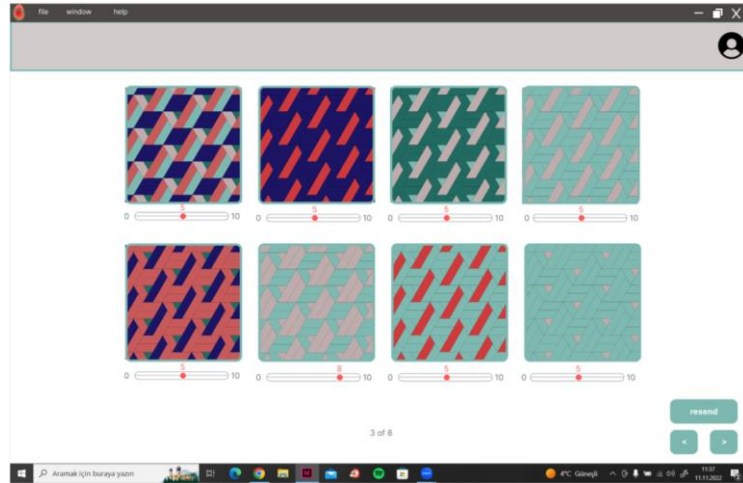 file window help
5 5 5 5
0 10 0 10 0 10 0 10
5 8 5 5
0 10 0 10 0 10 0 10
3 of 8
resend
< >
Aramak için buraya yazın
4°C Güneşli
11:37
11.11.2022